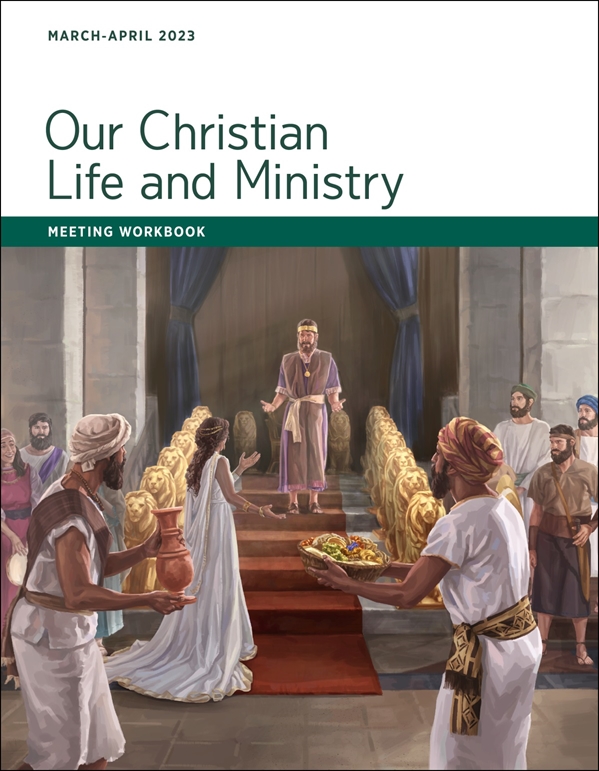 MARCH-APRIL 2023
Our Christian
Life and Ministry
MEETING WORKBOOK